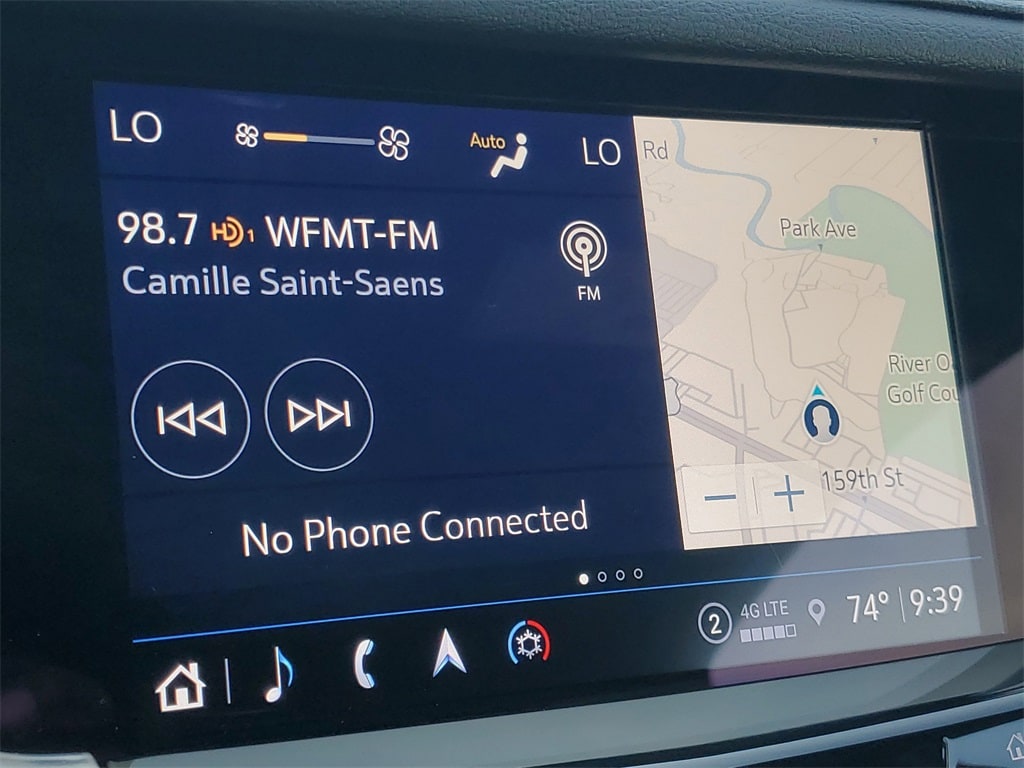 LO
Auto
LO
98.7 HD1 WFMT-FM
Camille Saint-Saens
FM
No Phone Connected
Rd
Park Ave
River O
Golf Cou
159th St
2
4G LTE
74° 9:39